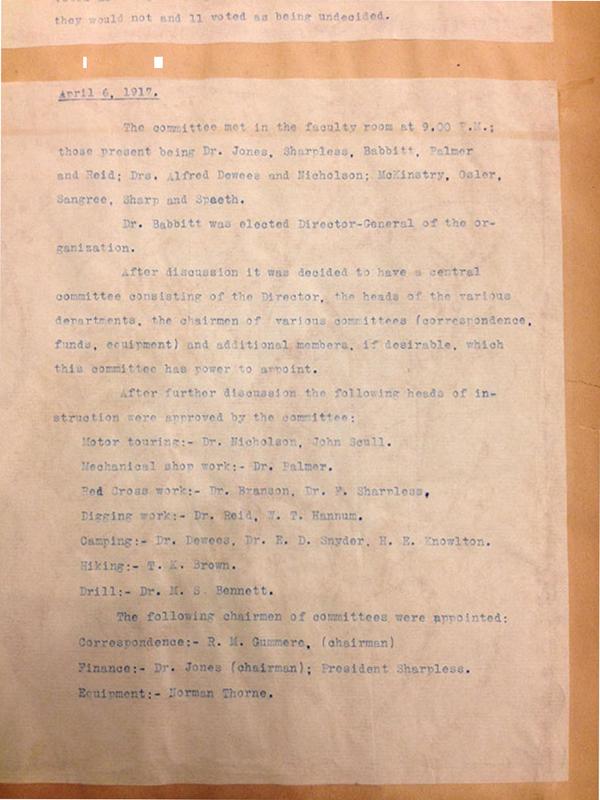 they would not and 11 voted as being undecided.
April 6, 1917.
The committee met in the faculty room at 9.00 P.M.;
those present being Dr. Jones, Sharpless, Babbitt, Palmer
and Reid; Drs. Alfred Dewees and Nicholson; McKinstry, Osler,
Sangree, Sharp and Spaeth.
Dr. Babbitt was elected Director-General of the or-
ganization.
After discussion it was decided to have a central
committee consisting of the Director, the heads of the various
departments, the chairmen of various committees (correspondence,
funds, equipment) and additional members, if desirable, which
this committee has power to appoint.
After further discussion the following heads of in-
struction were approved by the committee:
Motor touring:- Dr. Nicholson, John Scull.
Mechanical shop work:- Dr. Palmer.
Red Cross work:- Dr. Branson, Dr. F. Sharpless.
Digging work:- Dr. Reid, W. T. Hannum.
Camping:- Dr. Dewees, Dr. E. D. Snyder, H. E. Knowlton.
Hiking:- T. K. Brown.
Drill:- Dr. M. S. Bennett.
The following chairmen of committees were appointed:
Correspondence:- R. M. Gummere, (chairman)
Finance:- Dr. Jones (chairman); President Sharpless.
Equipment:- Norman Thorne.